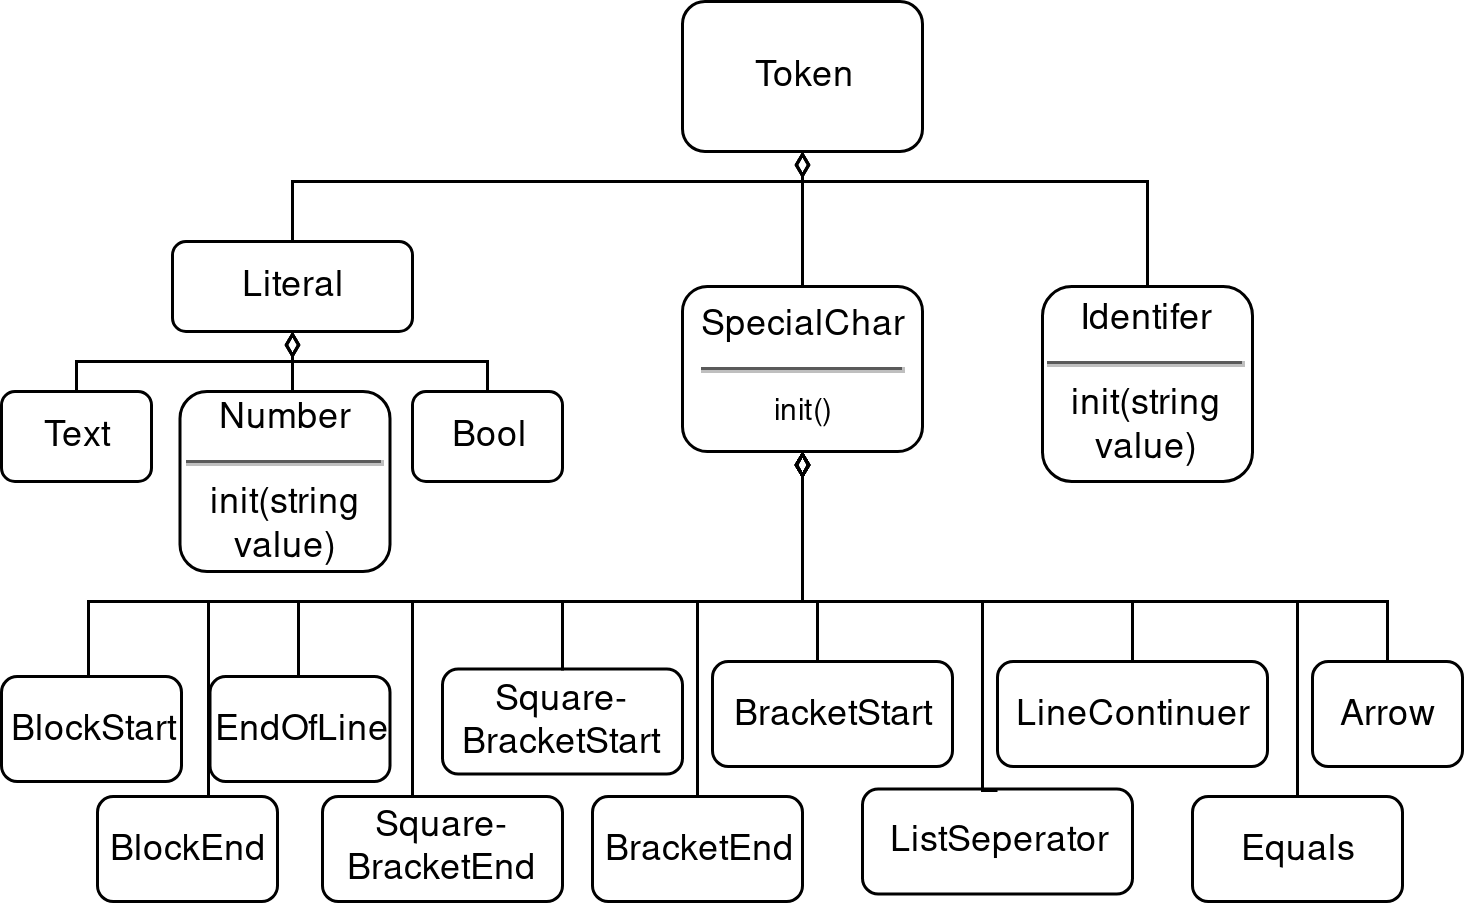 Token
Literal
SpecialChar
init()
Identifer
init(string
value)
Text
Number
init(string
value)
Bool
BlockStart
EndOfLine
Square-
BracketStart
BracketStart
LineContinuer
Arrow
BlockEnd
Square-
BracketEnd
BracketEnd
ListSeperator
Equals